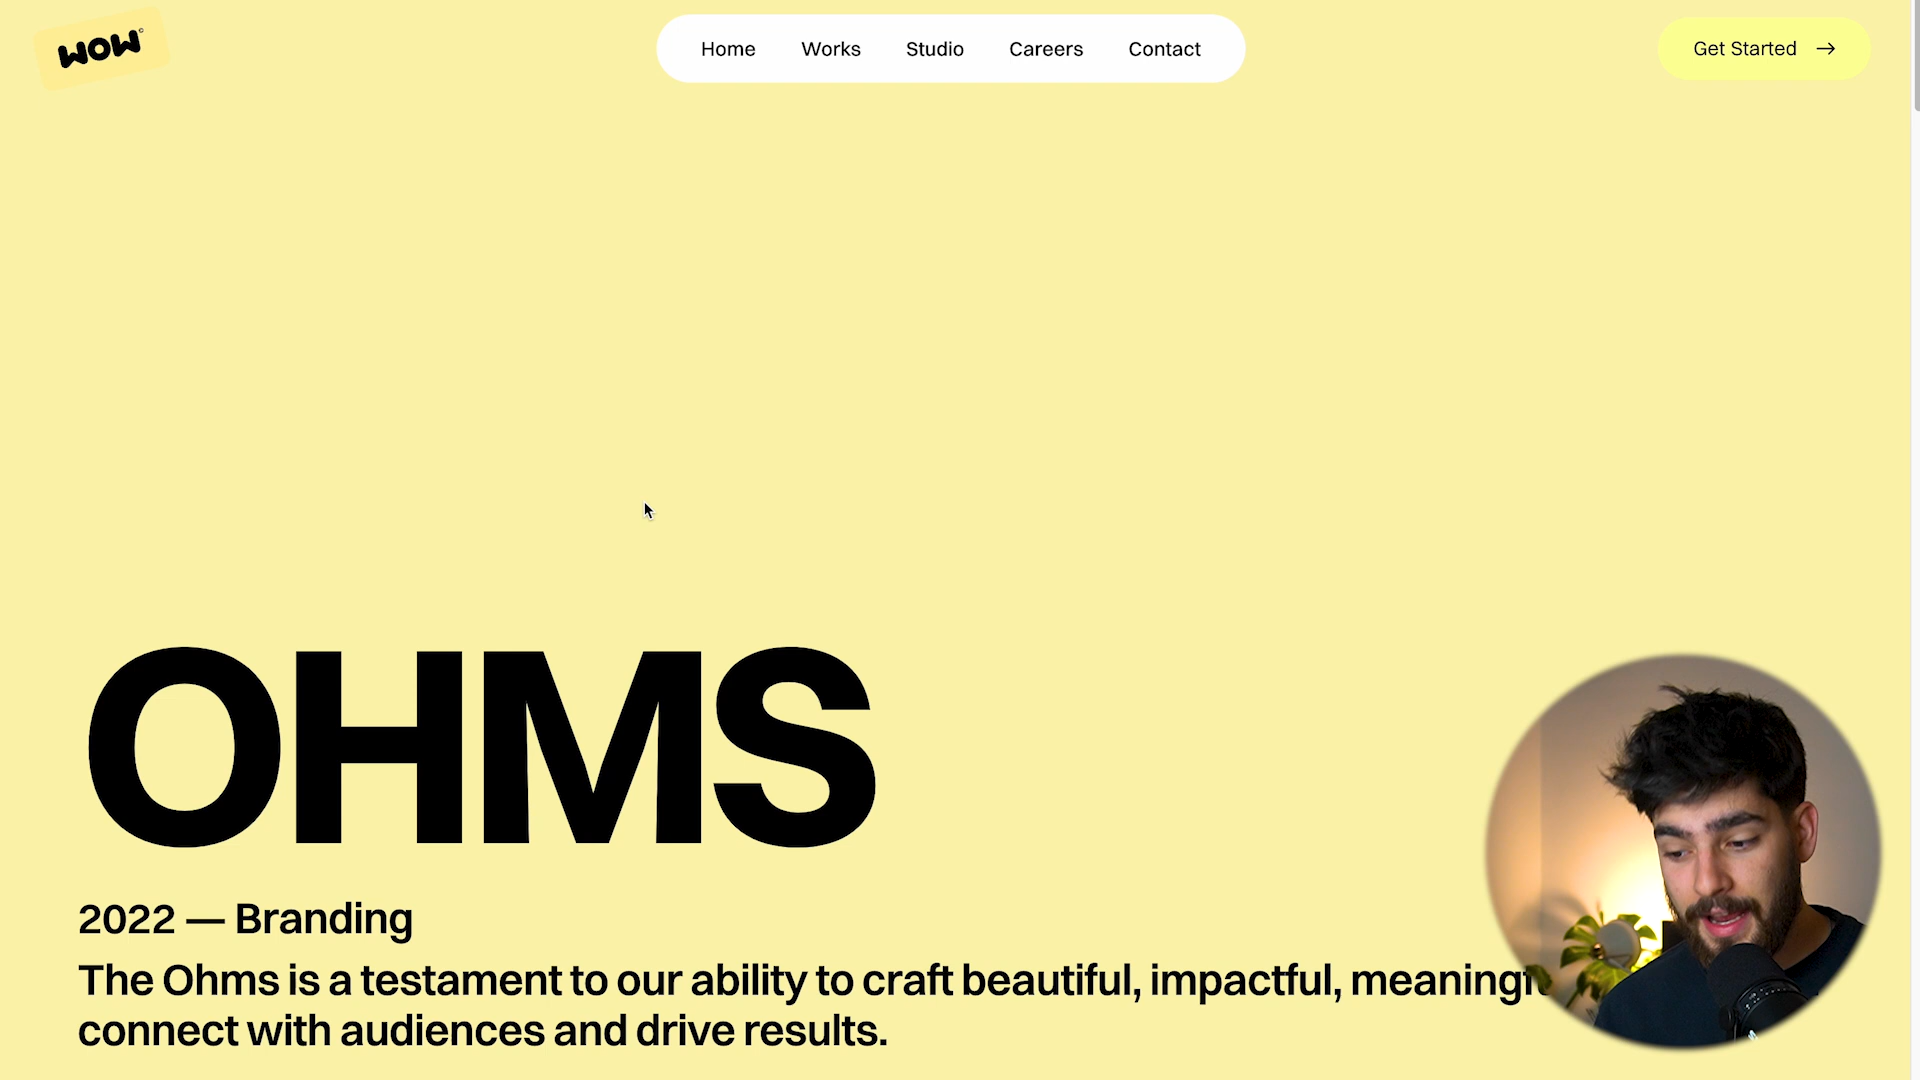 wow©
Home Works Studio Careers Contact
Get Started →
OHMS
2022 — Branding
The Ohms is a testament to our ability to craft beautiful, impactful,
connect with audiences and drive results.